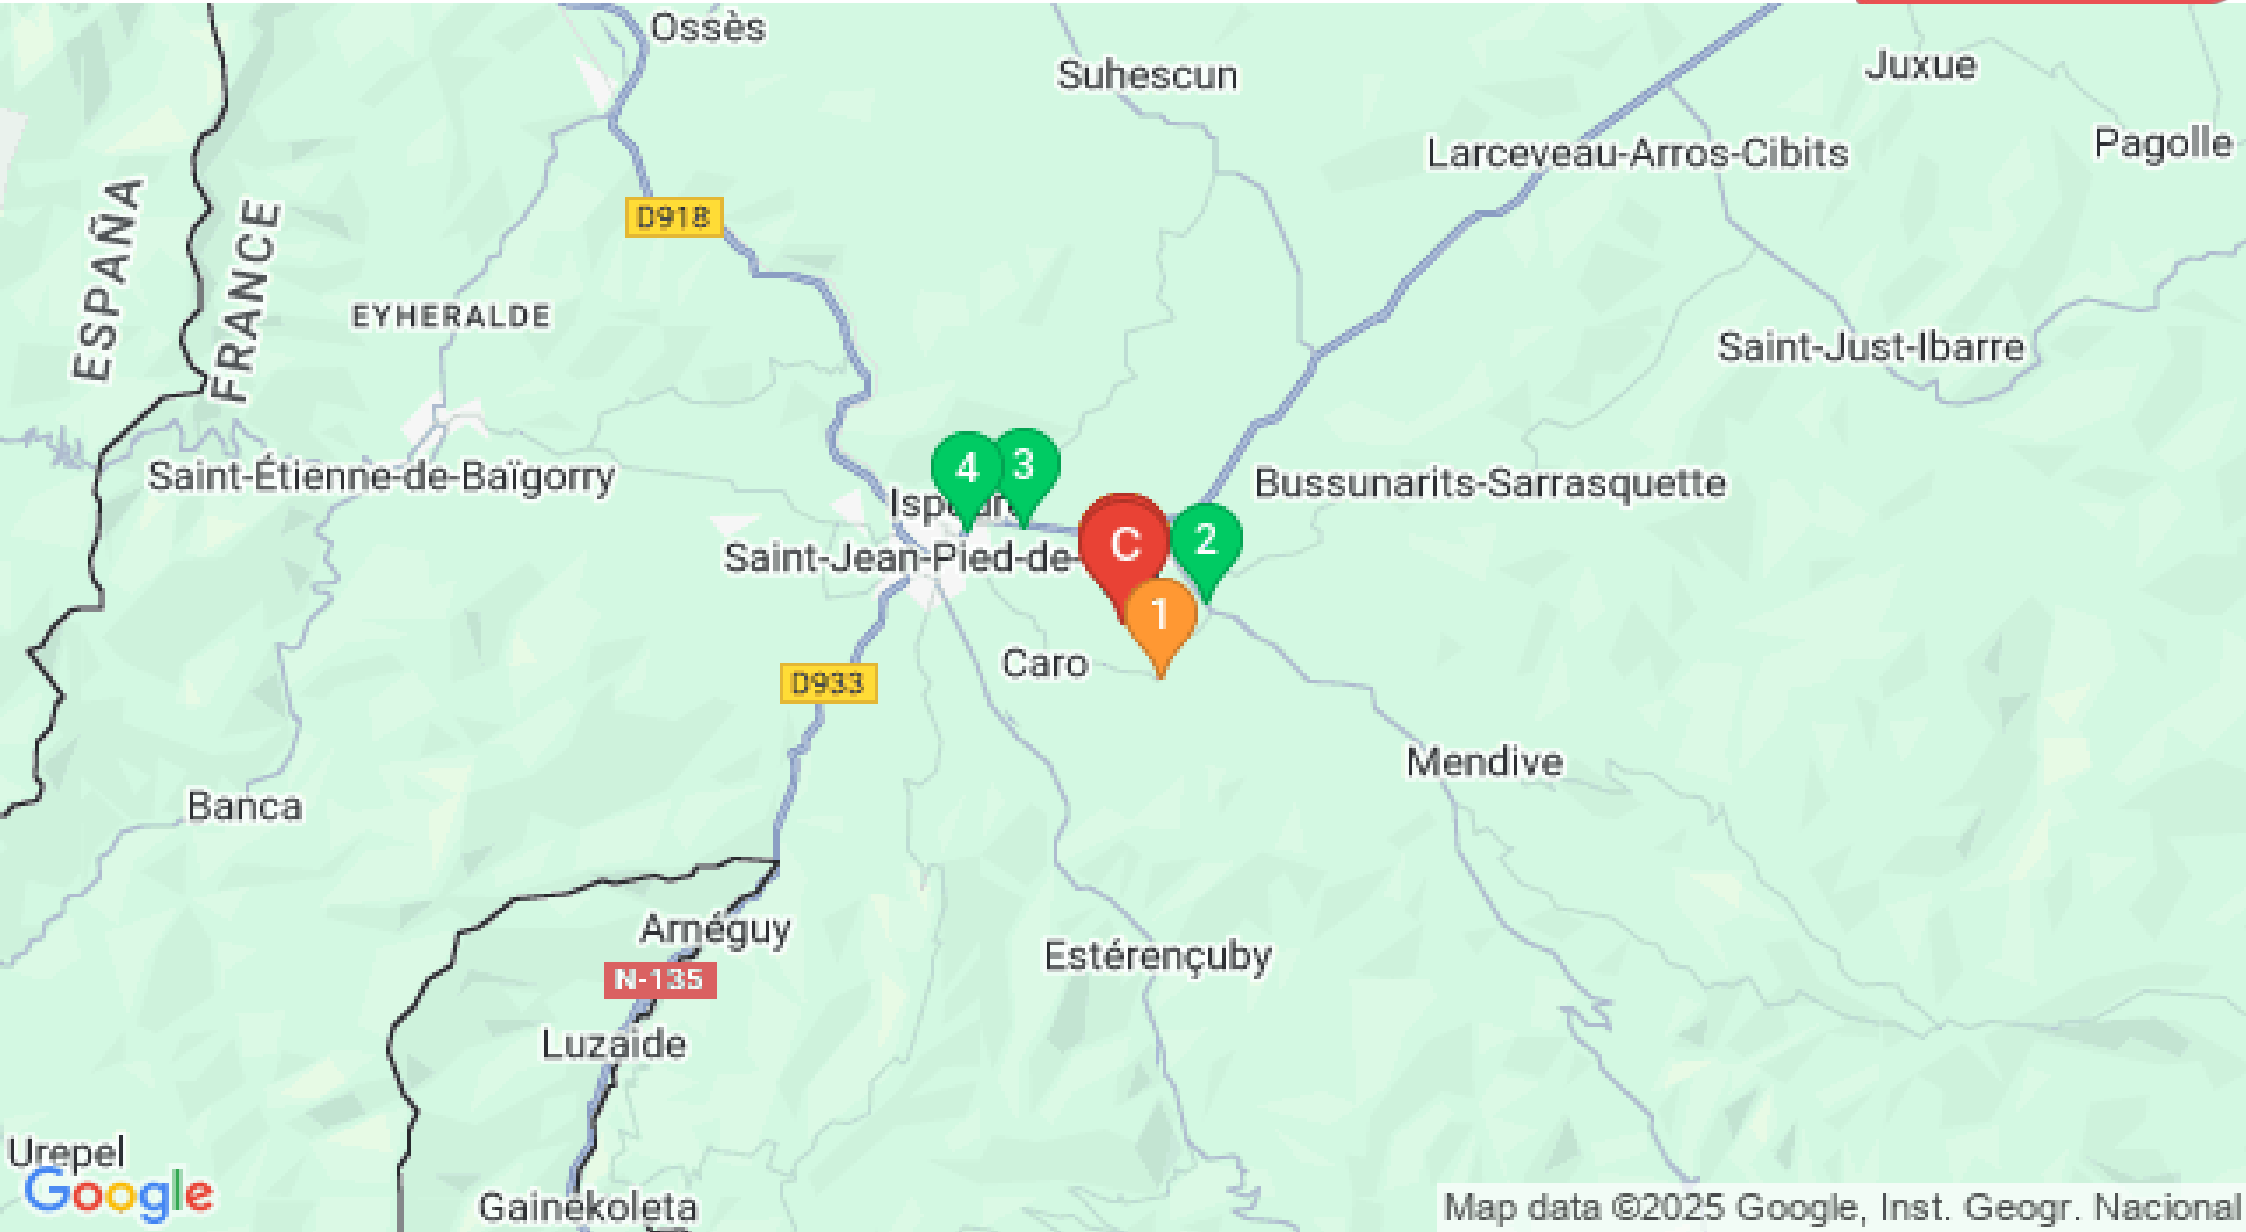 Ossès
Suhescun
Juxue
Pagolle
Larceveau-Arros-Cibits
D918
ESPAÑA
FRANCE
EYHERALDE
Saint-Just-Ibarre
4
3
Saint-Étienne-de-Baïgorry
Bussunarits-Sarrasquette
C
2
Saint-Jean-Pied-de-
1
Caro
D933
Mendive
Banca
Arnéguy
Estérençuby
N-135
Luzaide
Urepel
Google
Gainekoleta
Map data ©2025 Google, Inst. Geogr. Nacional